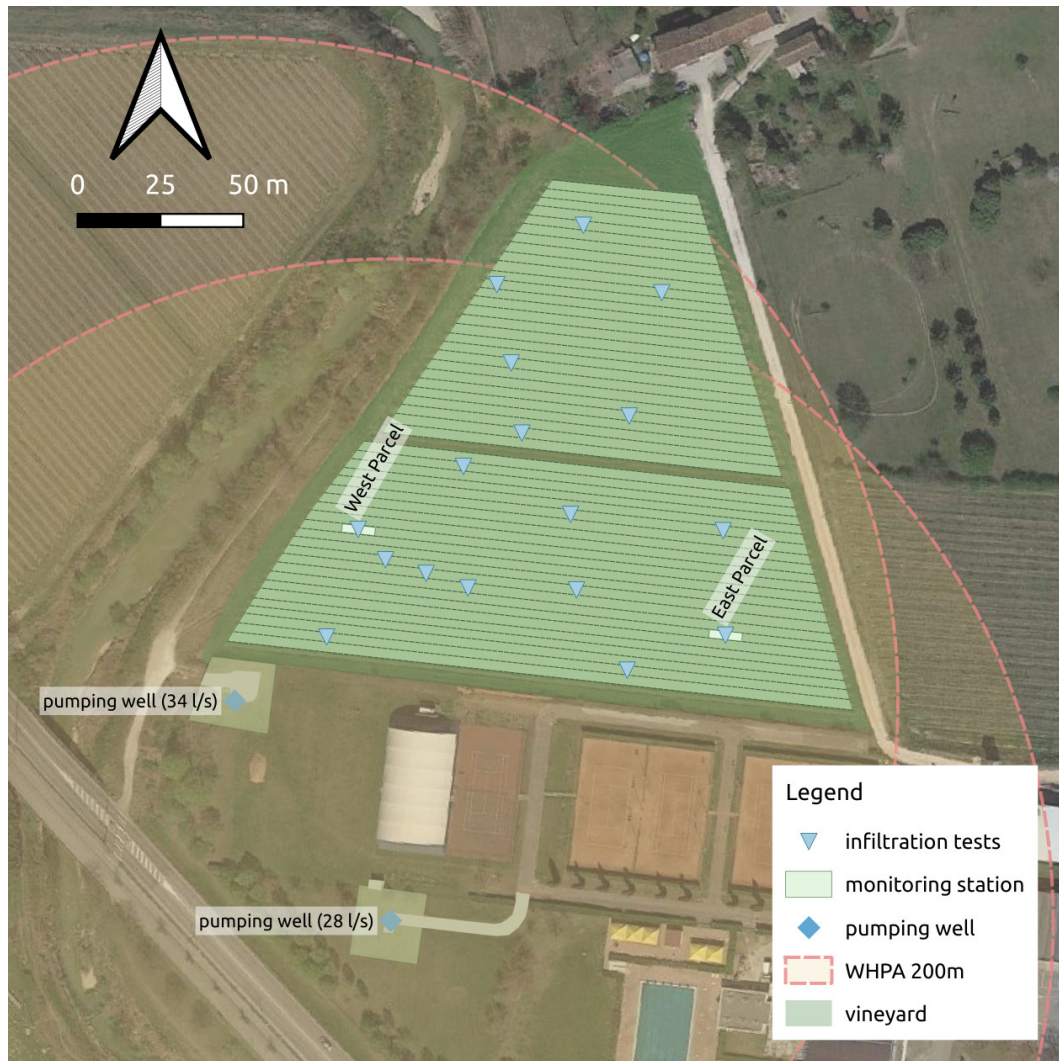 0 25 50 m
West Parcel
East Parcel
pumping well (34 l/s)
pumping well (28 l/s)
Legend
infiltration tests
monitoring station
pumping well
WHPA 200m
vineyard